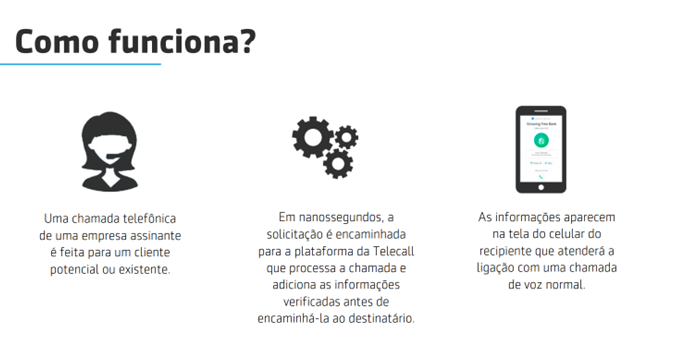 Como funciona?
Uma chamada telefônica
de uma empresa assinante
é feita para um cliente
potencial ou existente.
Em nanossegundos, a
solicitação é encaminhada
para a plataforma da Telecall
que processa a chamada e
adiciona as informações
verificadas antes de
encaminhá-la ao destinatário.
As informações aparecem
na tela do celular do
recipiente que atenderá a
ligação com uma chamada
de voz normal.